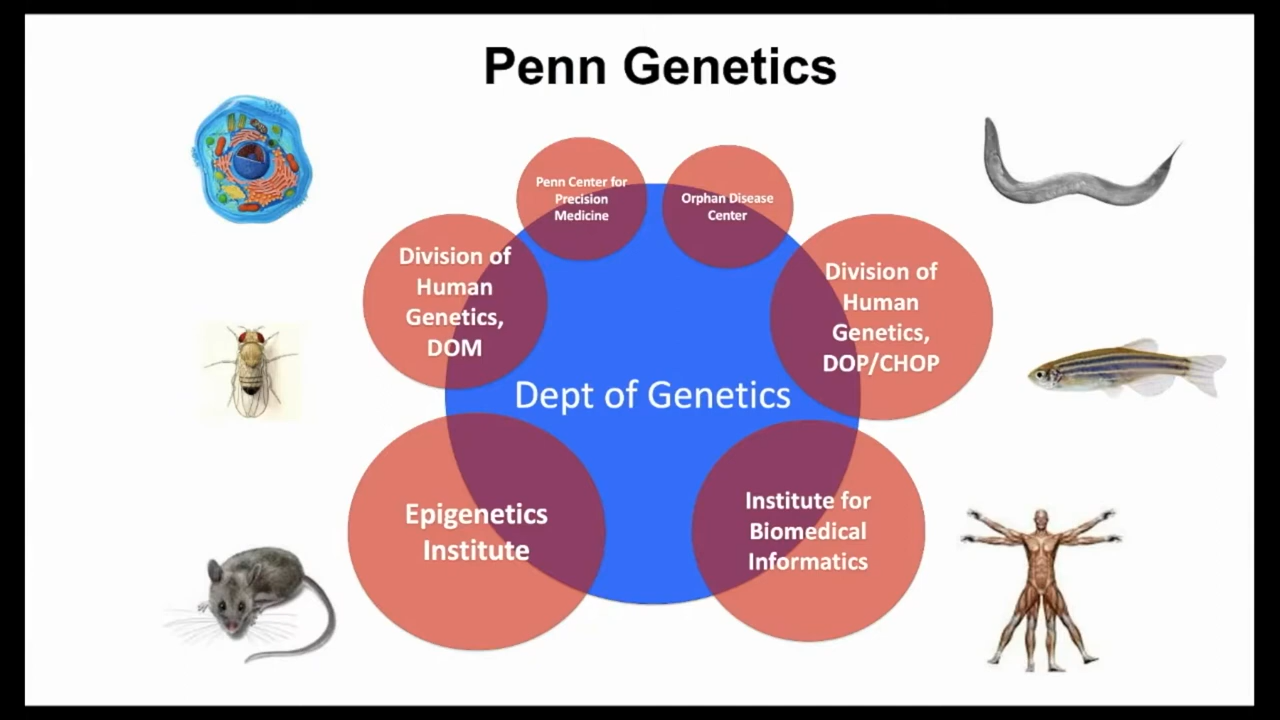 Penn Genetics
Penn Center for
Precision
Medicine
Orphan Disease
Center
Division of
Human
Genetics,
DOM
Division of
Human
Genetics,
DOP/CHOP
Dept of Genetics
Epigenetics
Institute
Institute for
Biomedical
Informatics